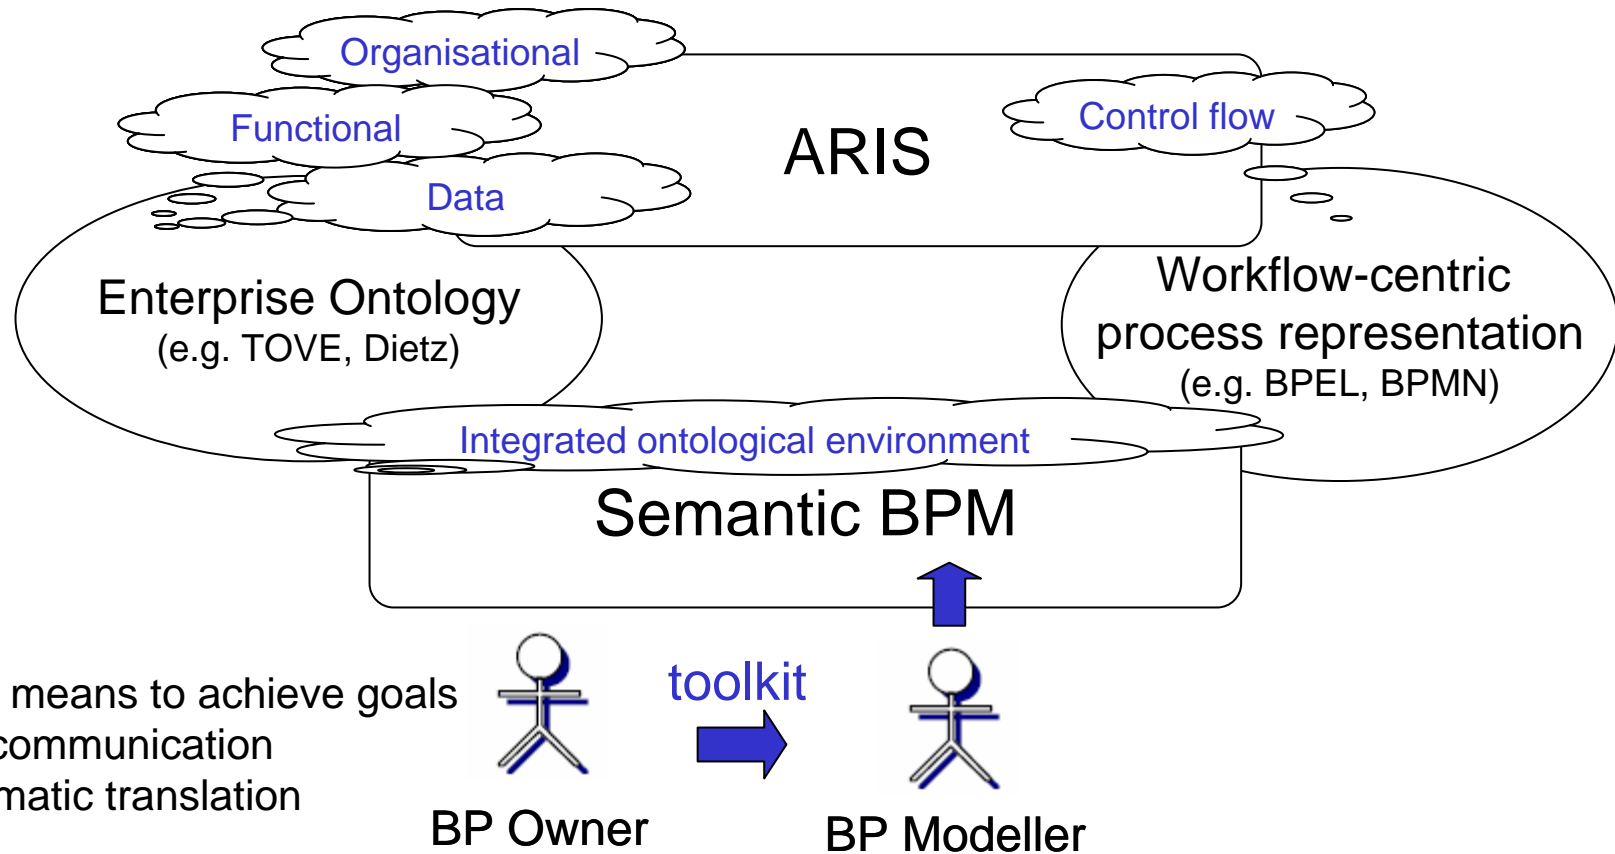 Organisational
Functional
Control flow
ARIS
Data
Enterprise Ontology
(e.g. TOVE, Dietz)
Workflow-centric
process representation
(e.g. BPEL, BPMN)
Integrated ontological environment
Semantic BPM
means to achieve goals
communication
matic translation
toolkit
BP Owner
BP Modeller